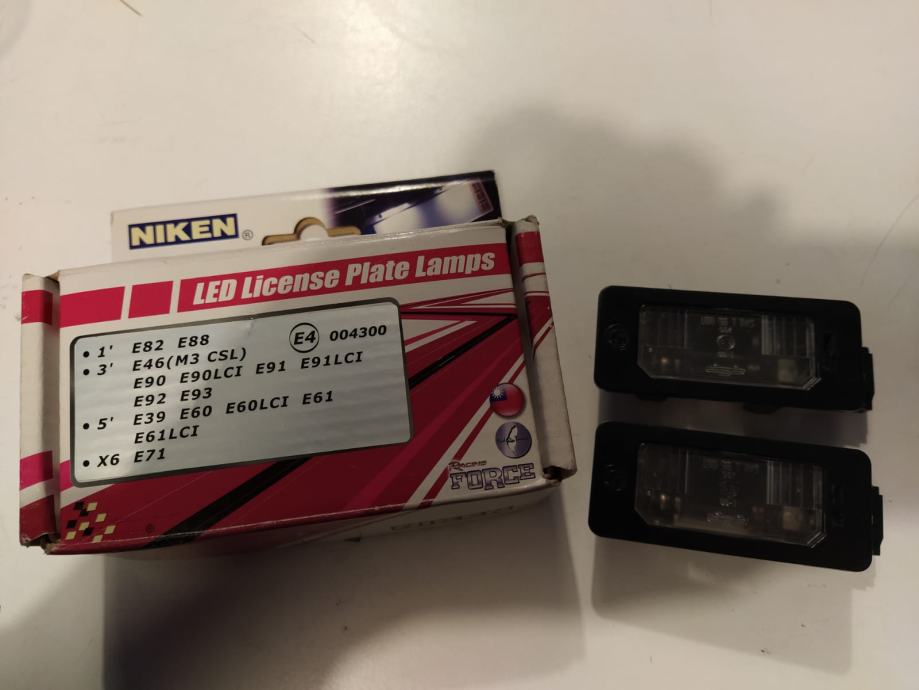 NIKEN ®
LED License Plate Lamps
• 1' E82 E88 E4 004300
• 3' E46(M3 CSL)
E90 E90LCI E91 E91LCI
E92 E93
• 5' E39 E60 E60LCI E61
E61LCI
• X6 E71
RACING
FORCE
®